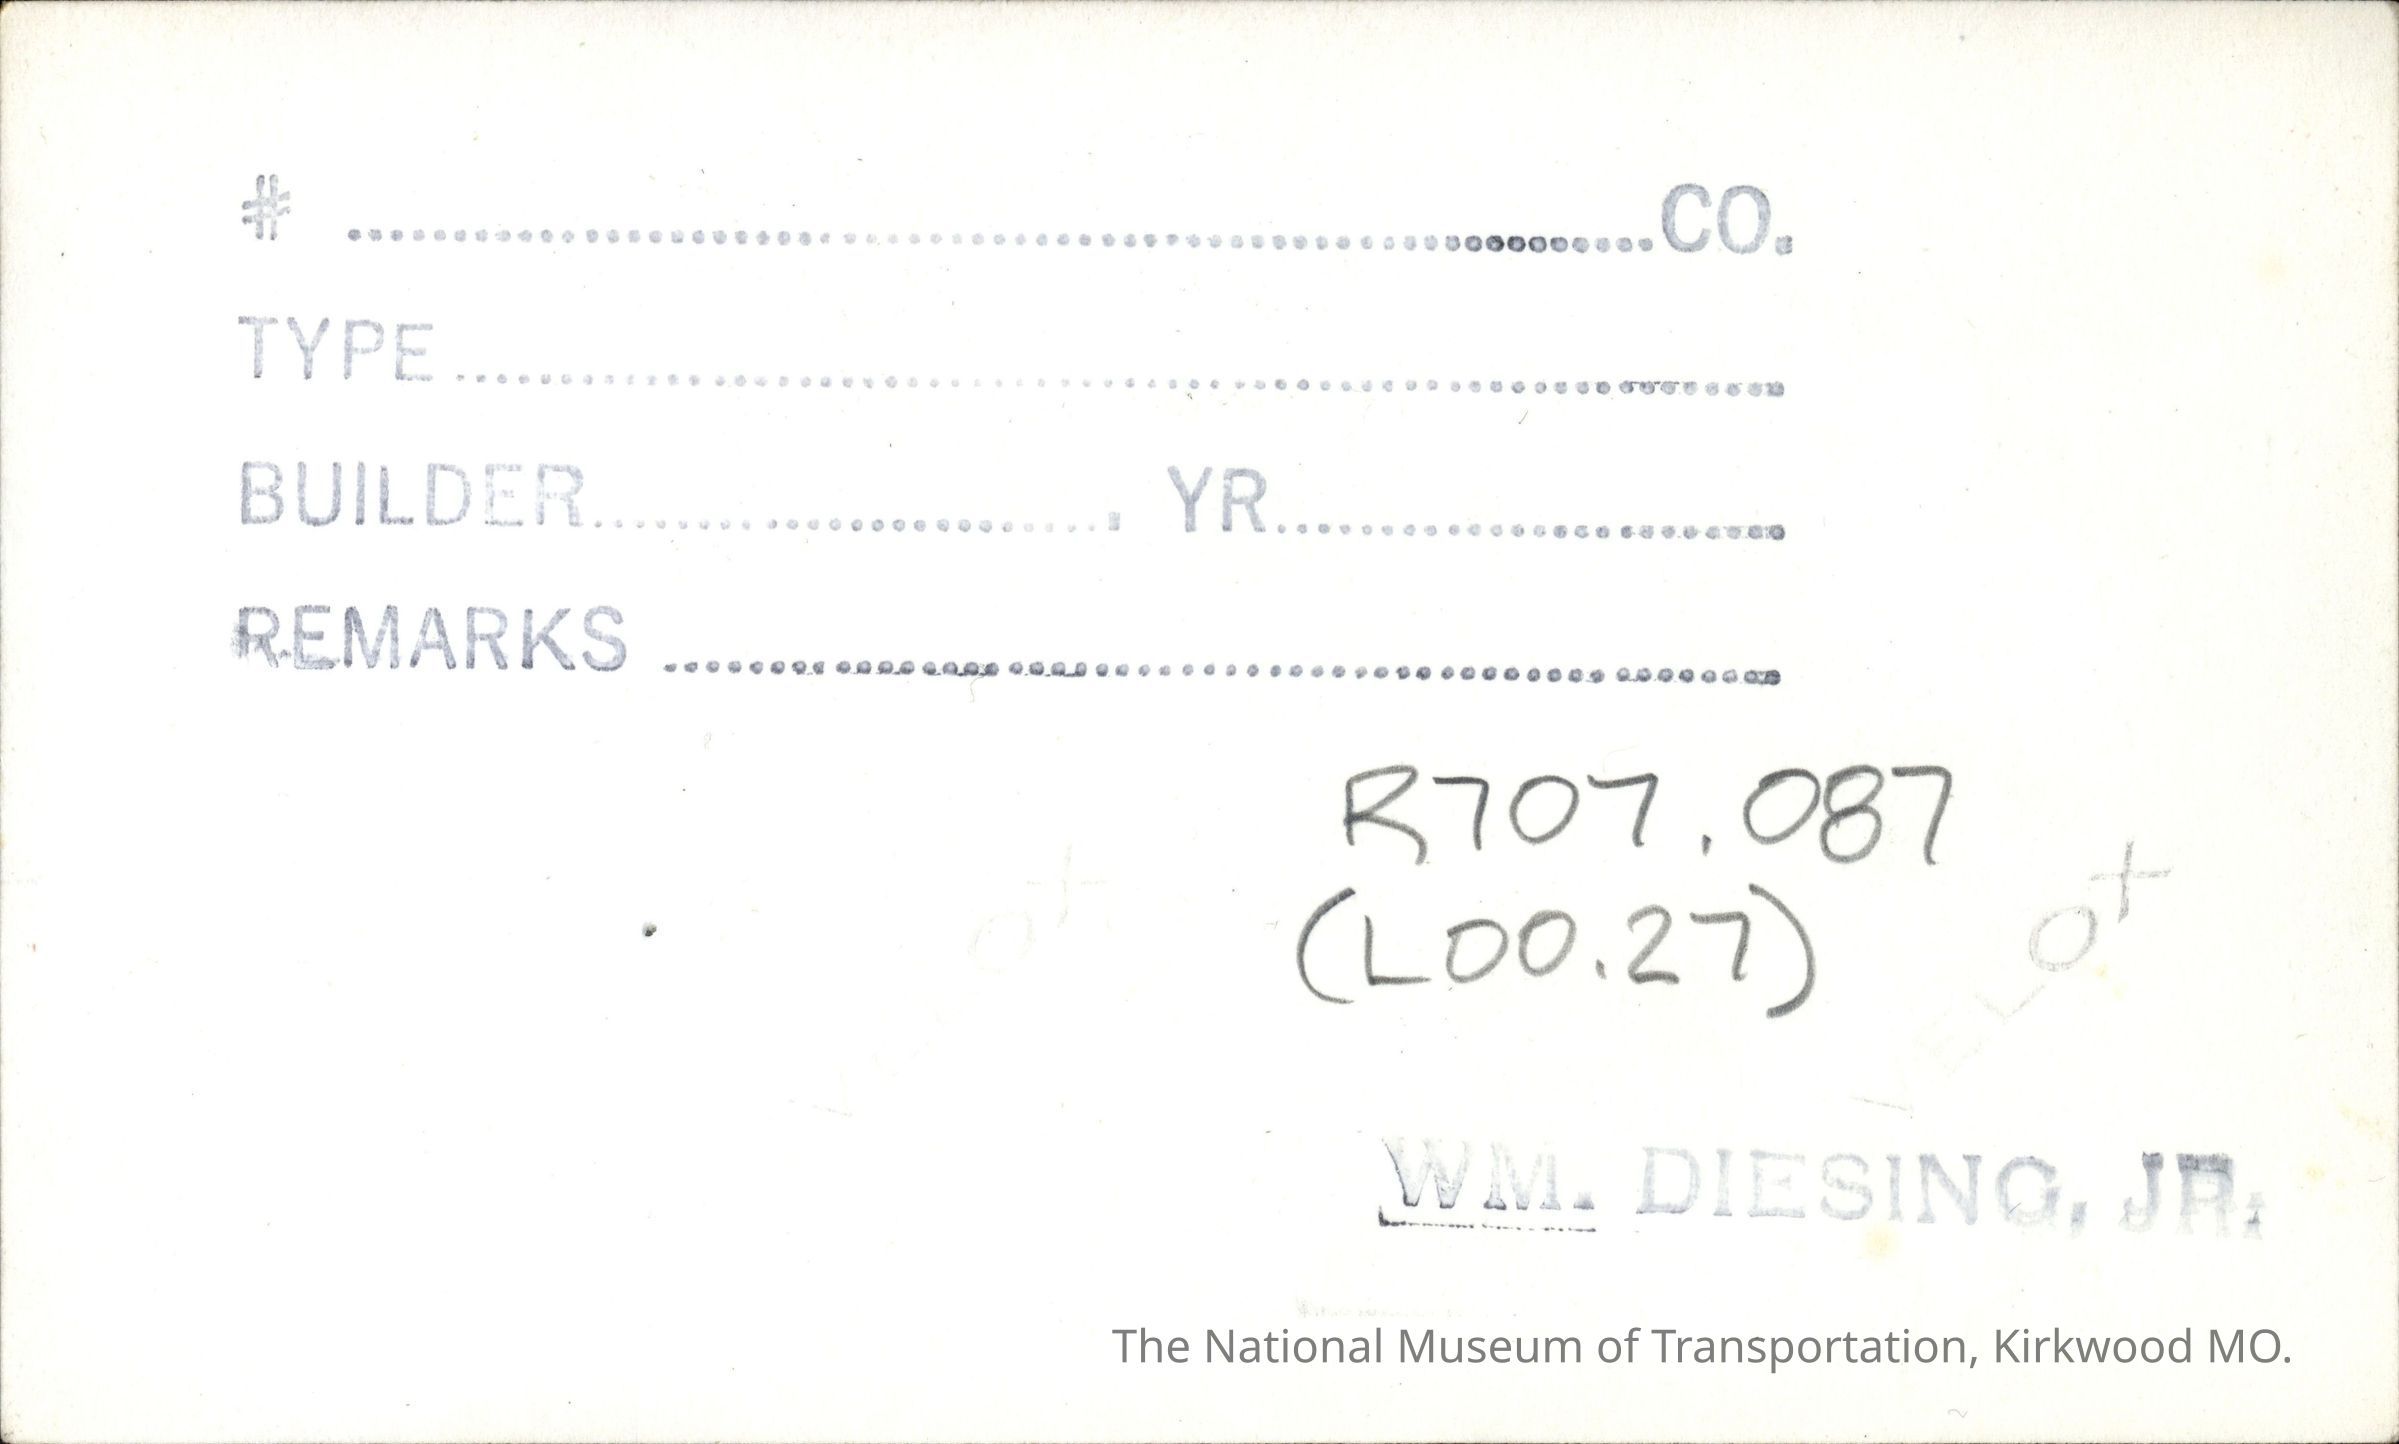 # ..............................CO.
TYPE..............................
BUILDER.................... YR....................
REMARKS ..............................
R707.087
(L00.27)
WM. DIESING, JR.
The National Museum of Transportation, Kirkwood MO.